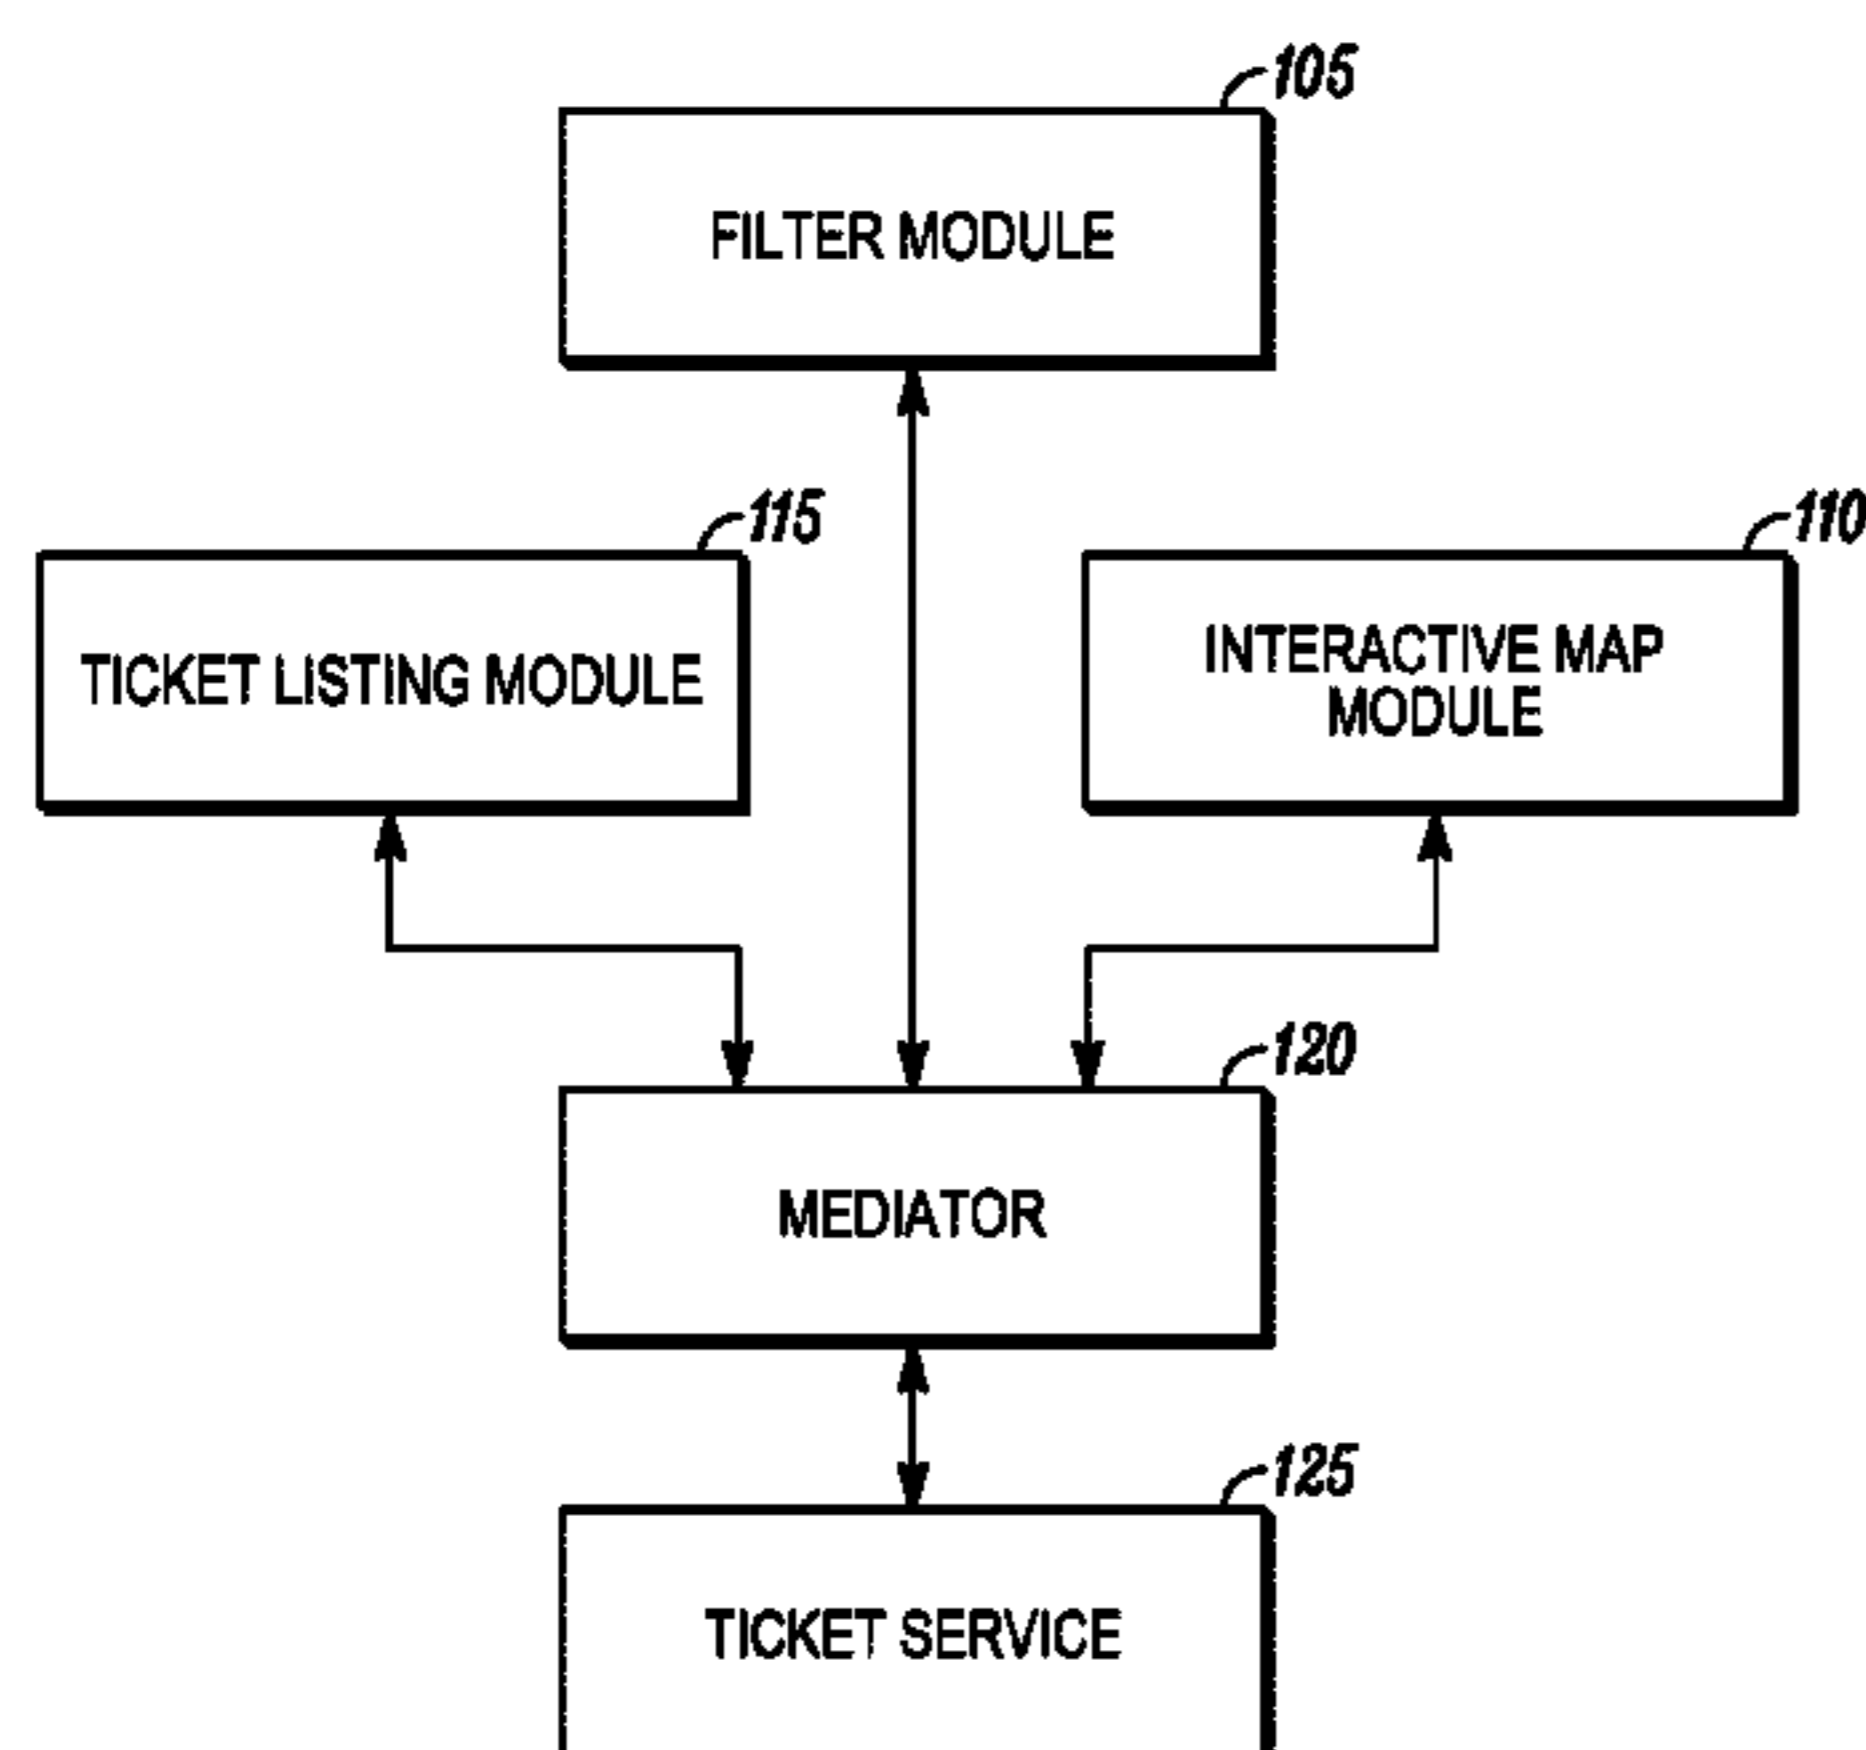 105
FILTER MODULE
115
110
TICKET LISTING MODULE
INTERACTIVE MAP
MODULE
120
MEDIATOR
125
TICKET SERVICE